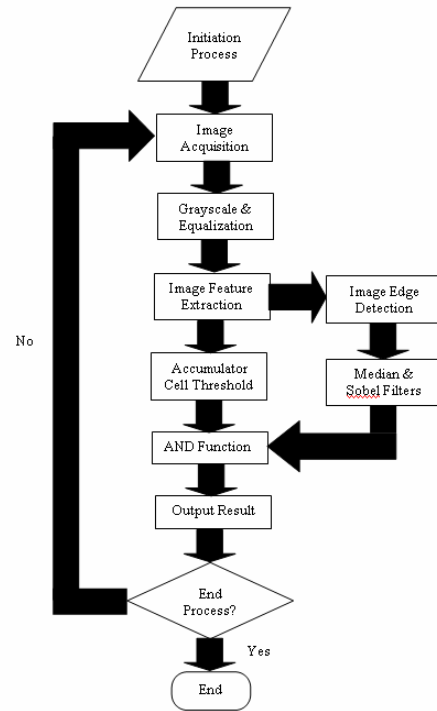 Initiation
Process
Image
Acquisition
Grayscale &
Equalization
Image Feature
Extraction
Image Edge
Detection
No
Accumulator
Cell Threshold
Median &
Sobel Filters
AND Function
Output Result
End
Process?
Yes
End